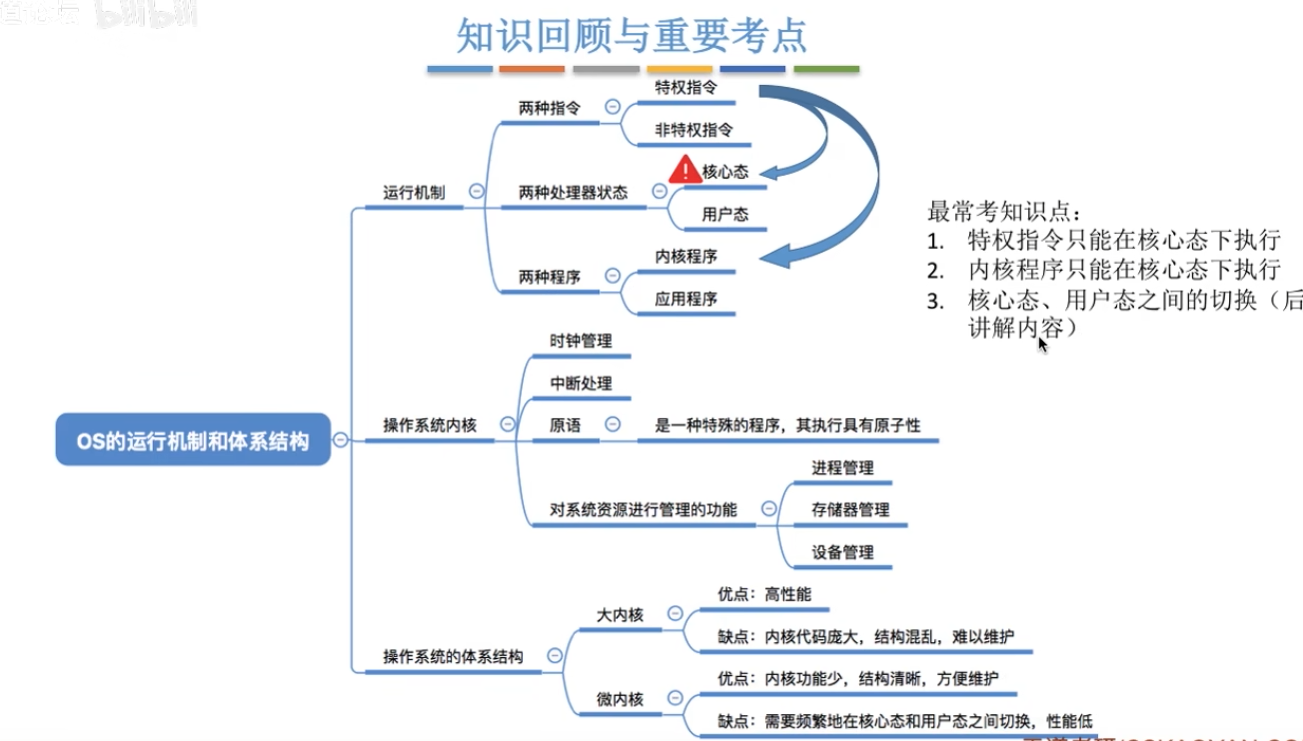 bilibili
知识回顾与重要考点
特权指令
两种指令
非特权指令
核心态
运行机制
两种处理器状态
用户态
内核程序
两种程序
应用程序
最常考知识点：
1. 特权指令只能在核心态下执行
2. 内核程序只能在核心态下执行
3. 核心态、用户态之间的切换（后
讲解内容）
时钟管理
中断处理
操作系统内核
原语
是一种特殊的程序，其执行具有原子性
OS的运行机制和体系结构
进程管理
对系统资源进行管理的功能
存储器管理
设备管理
优点：高性能
大内核
缺点：内核代码庞大，结构混乱，难以维护
操作系统的体系结构
优点：内核功能少，结构清晰，方便维护
微内核
缺点：需要频繁地在核心态和用户态之间切换，性能低